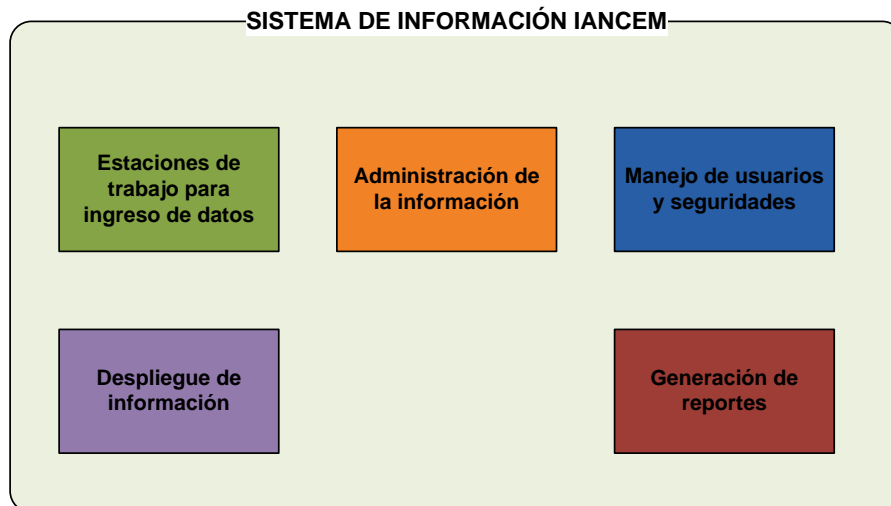 SISTEMA DE INFORMACIÓN IANCEM
Estaciones de
trabajo para
ingreso de datos
Administración de
la información
Manejo de usuarios
y seguridades
Despliegue de
información
Generación de
reportes